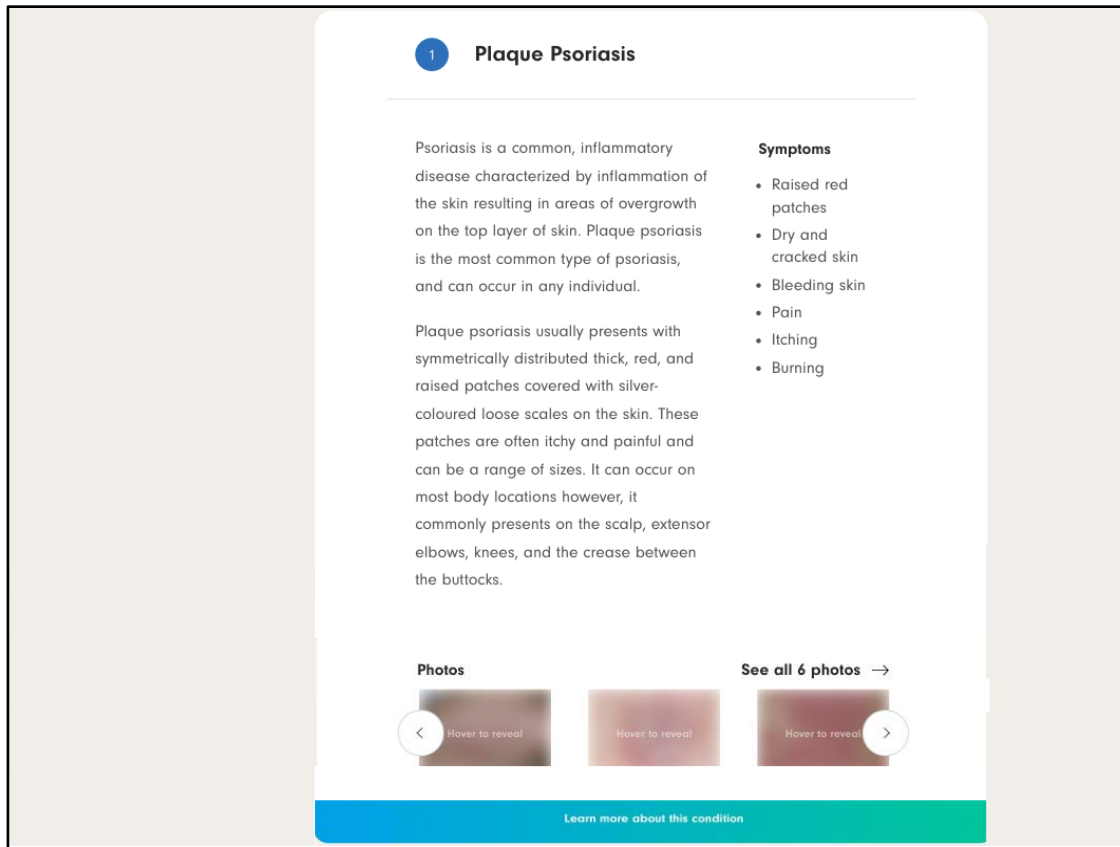 1
Plaque Psoriasis
Psoriasis is a common, inflammatory
disease characterized by inflammation of
the skin resulting in areas of overgrowth
on the top layer of skin. Plaque psoriasis
is the most common type of psoriasis,
and can occur in any individual.
Plaque psoriasis usually presents with
symmetrically distributed thick, red, and
raised patches covered with silver-
coloured loose scales on the skin. These
patches are often itchy and painful and
can be a range of sizes. It can occur on
most body locations however, it
commonly presents on the scalp, extensor
elbows, knees, and the crease between
the buttocks.
Symptoms
• Raised red
patches
• Dry and
cracked skin
• Bleeding skin
• Pain
• Itching
• Burning
Photos
See all 6 photos →
Hover to reveal
Hover to reveal
Hover to reveal
Learn more about this condition